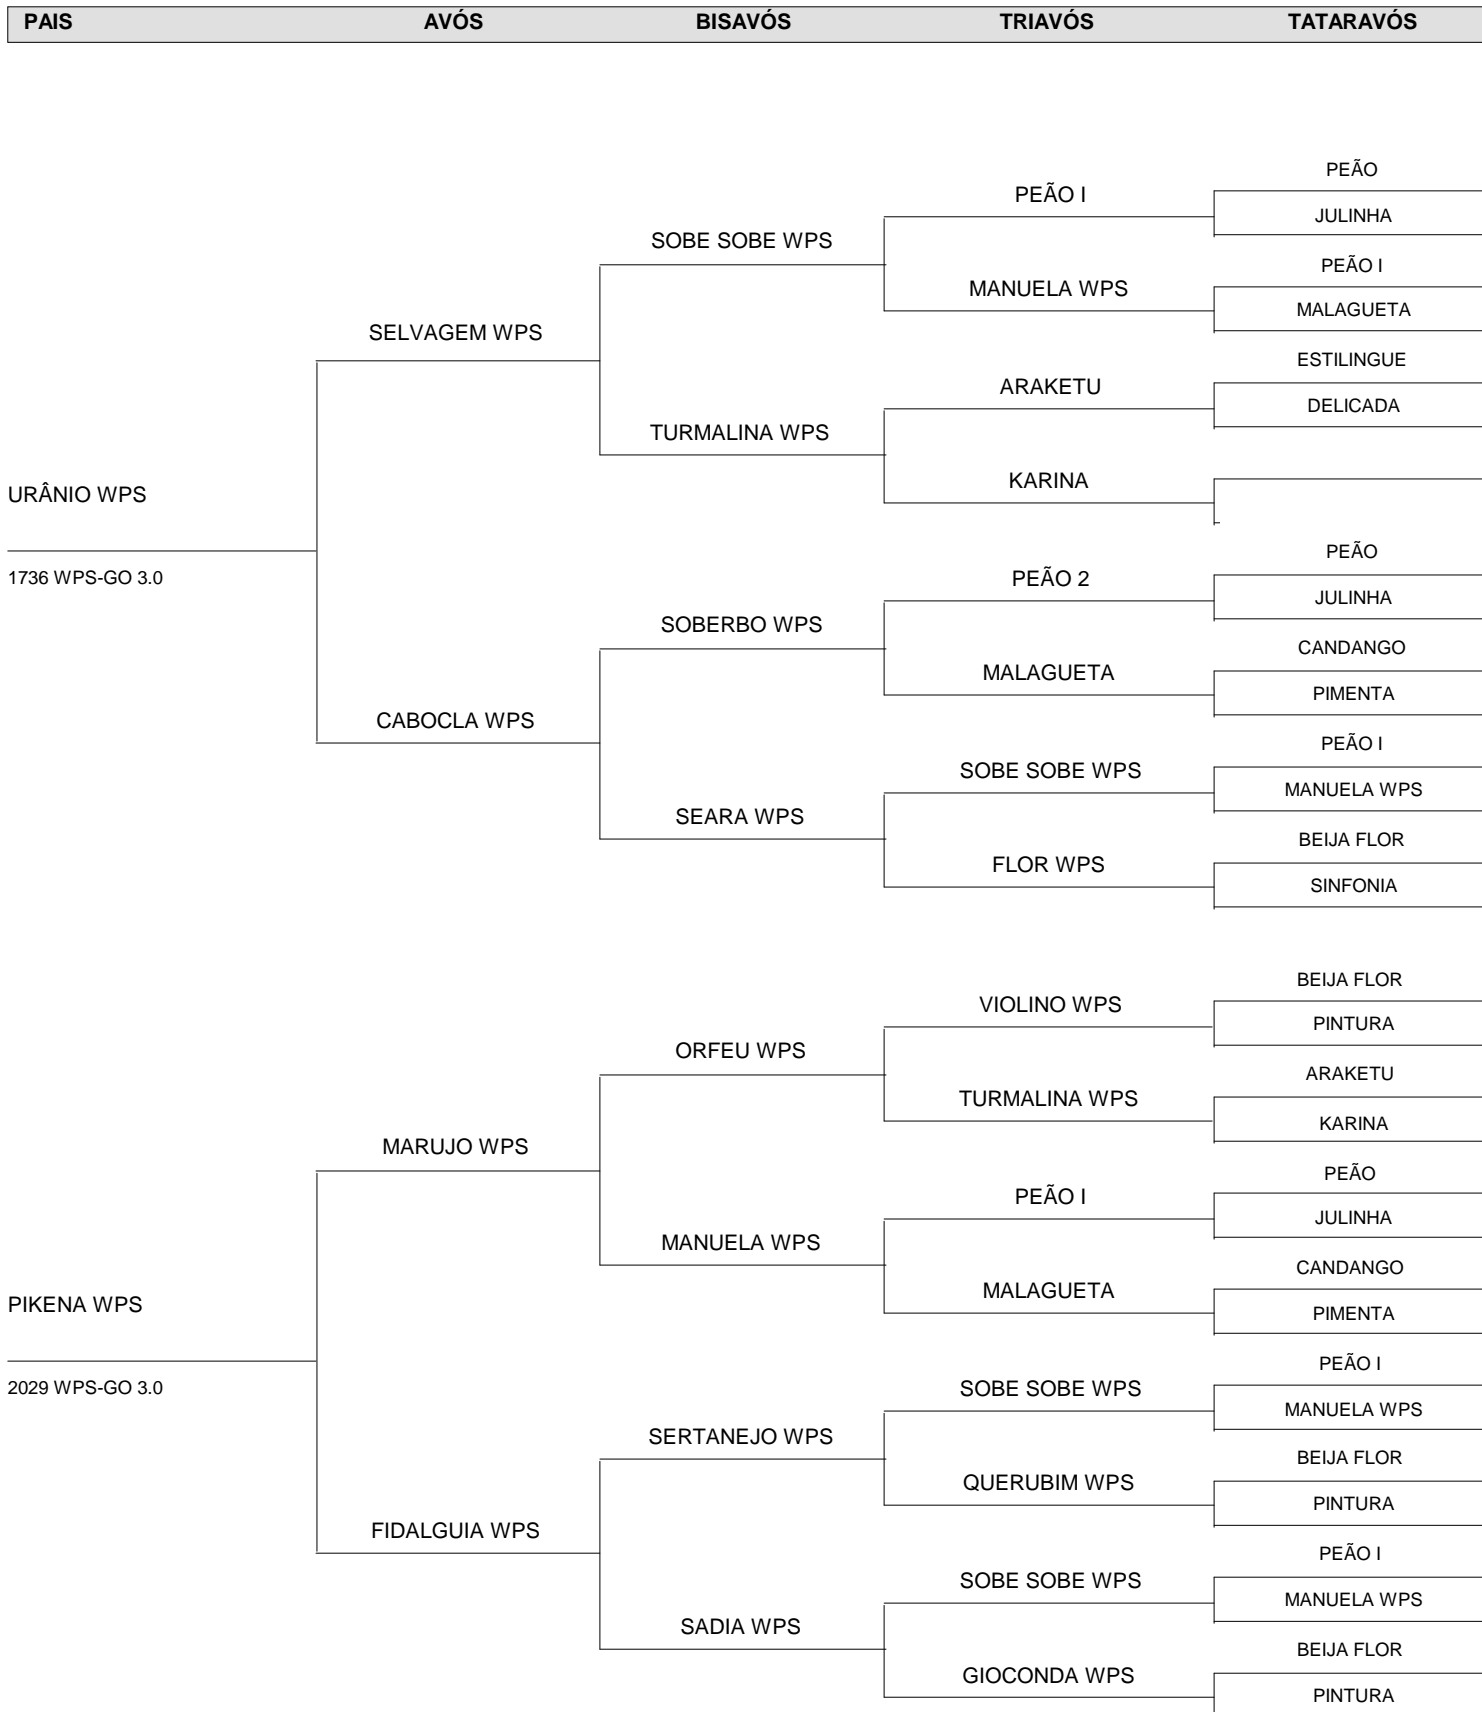 PAIS AVÓS BISAVÓS TRIAVÓS TATARAVÓS
PEÃO
PEÃO I
JULINHA
SOBE SOBE WPS
PEÃO I
MANUELA WPS
MALAGUETA
SELVAGEM WPS
ESTILINGUE
ARAKETU
DELICADA
TURMALINA WPS
KARINA
URÂNIO WPS
PEÃO
1736 WPS-GO 3.0
PEÃO 2
JULINHA
SOBERBO WPS
CANDANGO
MALAGUETA
PIMENTA
CABOCLA WPS
PEÃO I
SOBE SOBE WPS
MANUELA WPS
SEARA WPS
BEIJA FLOR
FLOR WPS
SINFONIA
BEIJA FLOR
VIOLINO WPS
PINTURA
ORFEU WPS
ARAKETU
TURMALINA WPS
KARINA
MARUJO WPS
PEÃO
PEÃO I
JULINHA
MANUELA WPS
CANDANGO
MALAGUETA
PIKENA WPS
PIMENTA
PEÃO I
2029 WPS-GO 3.0
SOBE SOBE WPS
MANUELA WPS
SERTANEJO WPS
BEIJA FLOR
QUERUBIM WPS
PINTURA
FIDALGUIA WPS
PEÃO I
SOBE SOBE WPS
MANUELA WPS
SADIA WPS
BEIJA FLOR
GIOCONDA WPS
PINTURA